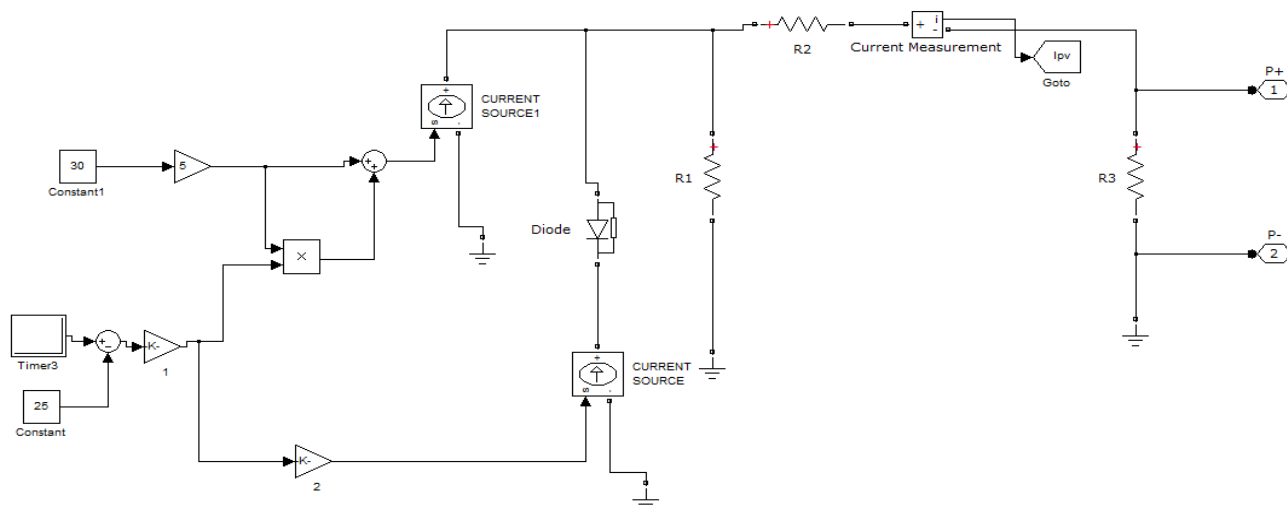 R2
+
i
-
Current Measurement
Ipv
Goto
P+
1
+
CURRENT
SOURCE1
s
-
30
Constant1
5
+
+
R1
R3
Diode
×
P-
2
Timer3
+
-
-K-
1
+
CURRENT
SOURCE
s
-
25
Constant
-K-
2